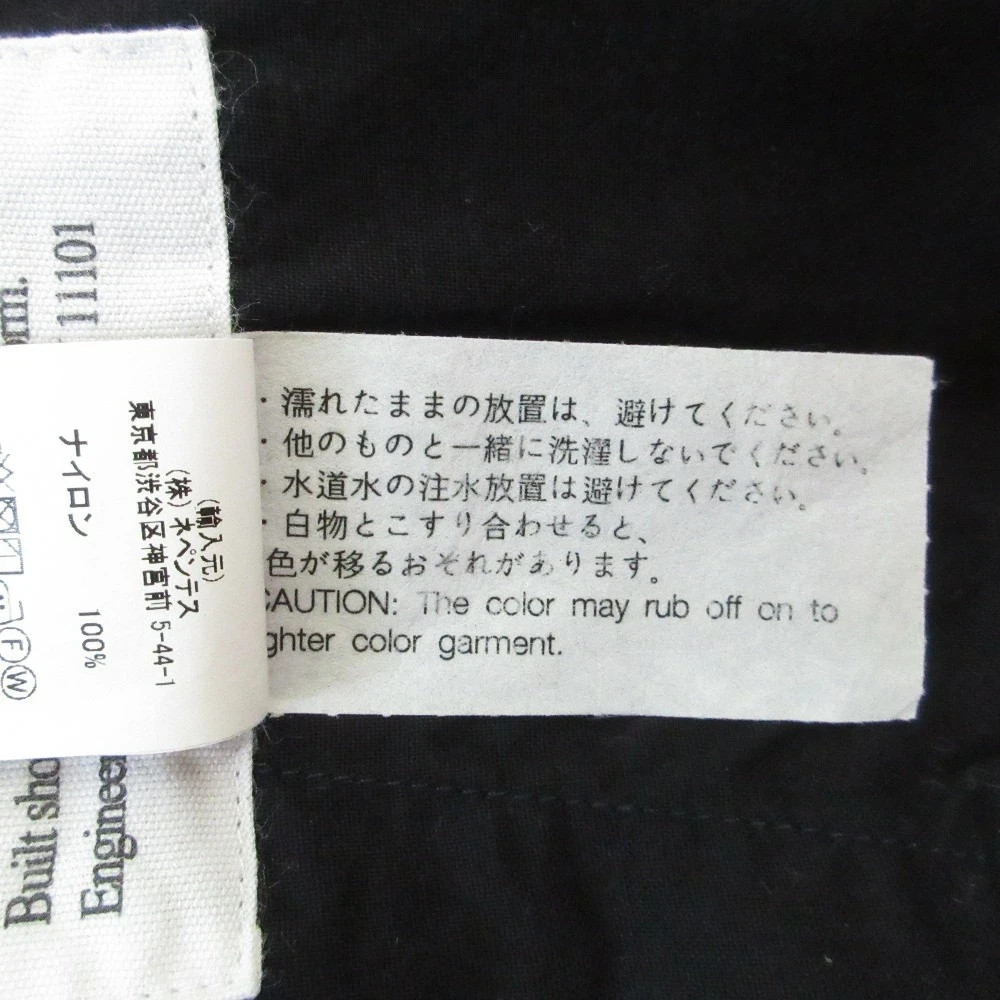 ・濡れたままの放置は、避けてください。
・他のものと一緒に洗濯しないでください。
・水道水の注水放置は避けてください。
・白物とこすり合わせると、
色が移るおそれがあります。
CAUTION: The color may rub off on to
ghter color garment.
(輸入元)
(株)ネペンテス
東京都渋谷区神宮前 5-44-1
ナイロン 100%
F W
rm.
11101
Built sho
Engineer